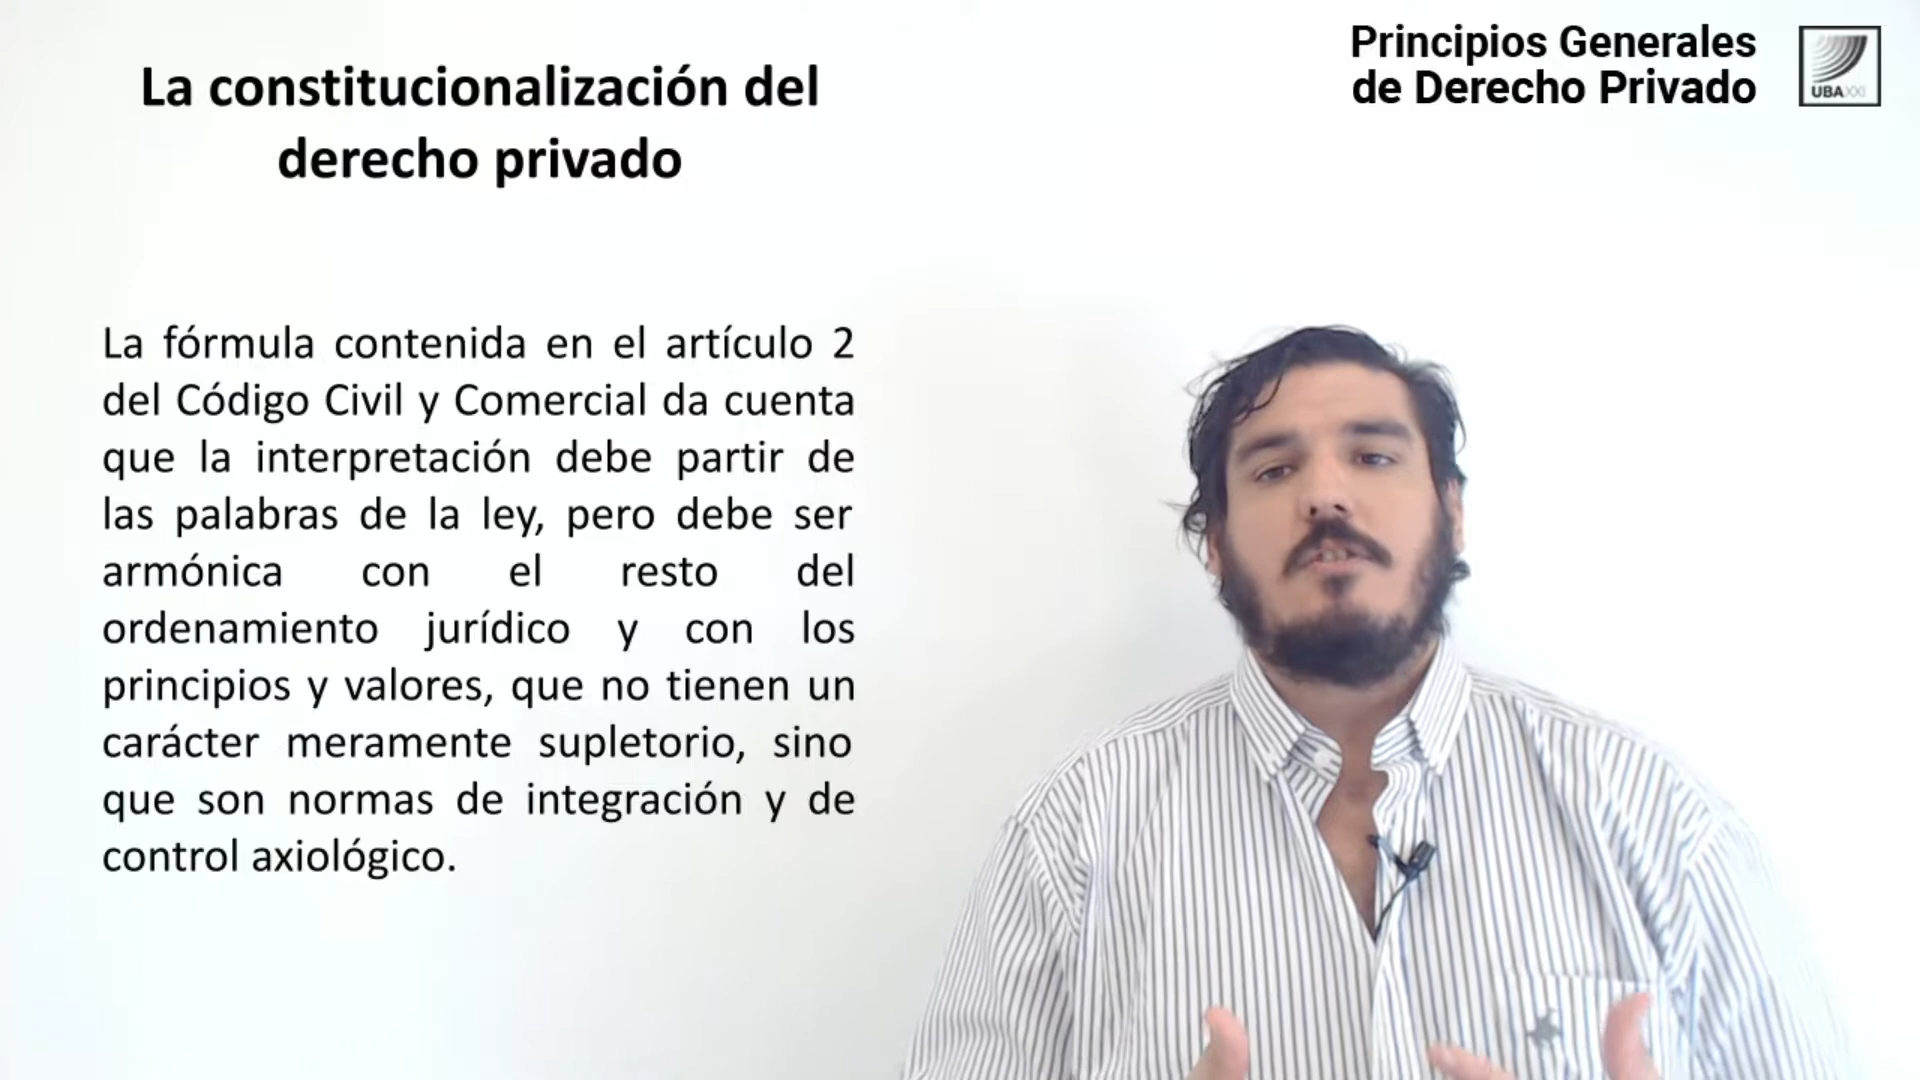 La constitucionalización del
derecho privado
Principios Generales
de Derecho Privado
UBAXXI
La fórmula contenida en el artículo 2
del Código Civil y Comercial da cuenta
que la interpretación debe partir de
las palabras de la ley, pero debe ser
armónica con el resto del
ordenamiento jurídico y con los
principios y valores, que no tienen un
carácter meramente supletorio, sino
que son normas de integración y de
control axiológico.